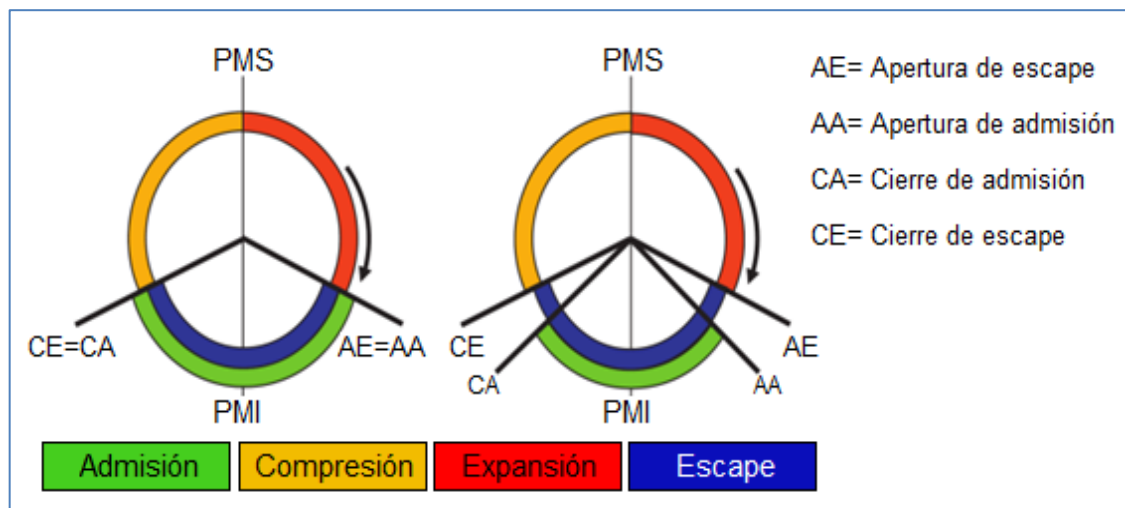 PMS
CE=CA
AE=AA
PMI
PMS
CE
CA
AE
AA
PMI
AE= Apertura de escape
AA= Apertura de admisión
CA= Cierre de admisión
CE= Cierre de escape
Admisión
Compresión
Expansión
Escape